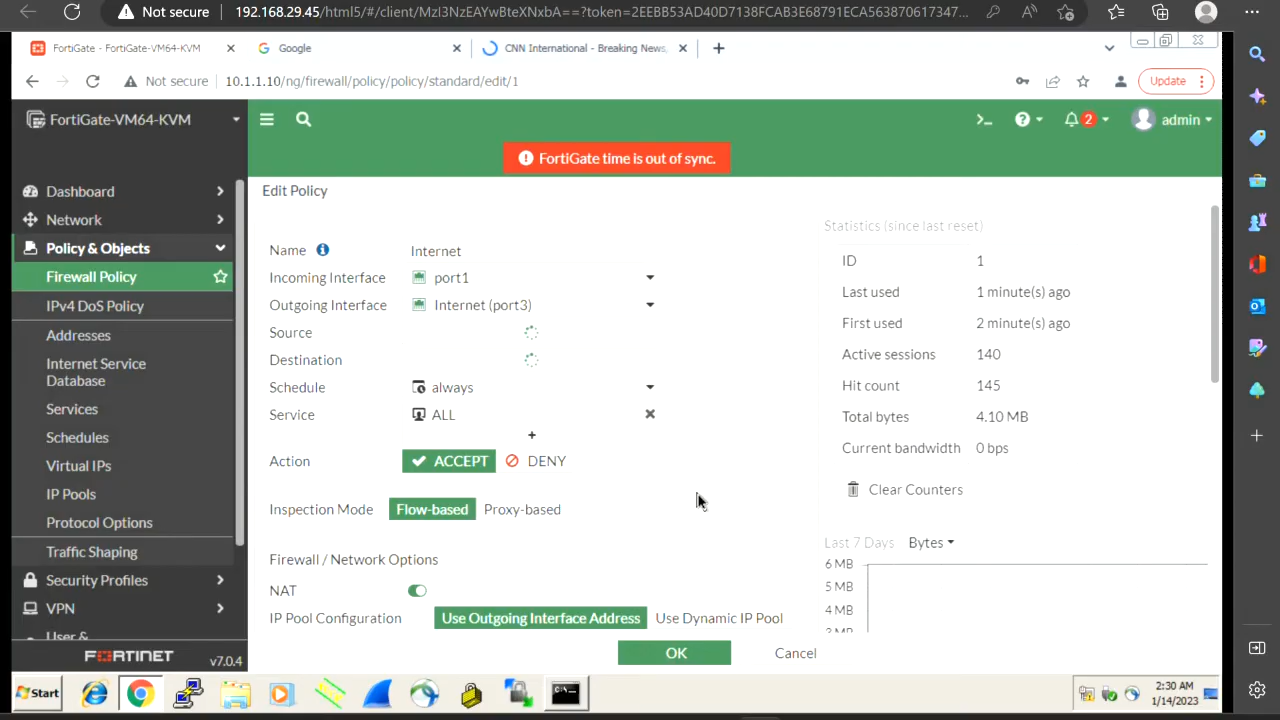 Not secure
192.168.29.45/html5/#/client/MzI3NzEAYwBteXNxbA==?token=2EEBB53AD40D7138FCAB3E68791ECA563870617347...
FortiGate - FortiGate-VM64-KVM
Google
CNN International - Breaking News,
Not secure
10.1.1.10/ng/firewall/policy/policy/standard/edit/1
Update
FortiGate-VM64-KVM
2
admin
FortiGate time is out of sync.
Dashboard
Network
Policy & Objects
Firewall Policy
IPv4 DoS Policy
Addresses
Internet Service
Database
Services
Schedules
Virtual IPs
IP Pools
Protocol Options
Traffic Shaping
Security Profiles
VPN
User &
FORTINET
v7.0.4
Edit Policy
Name
Internet
Incoming Interface
port1
Outgoing Interface
Internet (port3)
Source
Destination
Schedule
always
Service
ALL
Action
ACCEPT
DENY
Inspection Mode
Flow-based
Proxy-based
Firewall / Network Options
NAT
IP Pool Configuration
Use Outgoing Interface Address
Use Dynamic IP Pool
OK
Cancel
Statistics (since last reset)
ID
1
Last used
1 minute(s) ago
First used
2 minute(s) ago
Active sessions
140
Hit count
145
Total bytes
4.10 MB
Current bandwidth
0 bps
Clear Counters
Last 7 Days
Bytes
6 MB
5 MB
4 MB
3 MB
Start
2:30 AM
1/14/2023